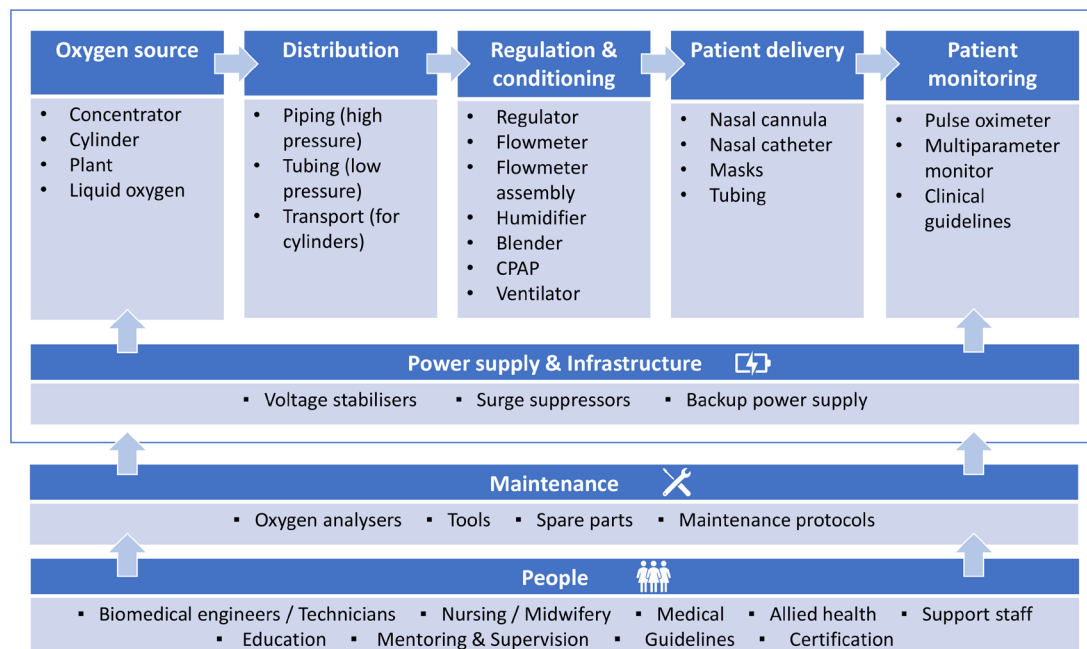 Oxygen source
• Concentrator
• Cylinder
• Plant
• Liquid oxygen
Distribution
• Piping (high
pressure)
• Tubing (low
pressure)
• Transport (for
cylinders)
Regulation &
conditioning
• Regulator
• Flowmeter
• Flowmeter
assembly
• Humidifier
• Blender
• CPAP
• Ventilator
Patient delivery
• Nasal cannula
• Nasal catheter
• Masks
• Tubing
Patient
monitoring
• Pulse oximeter
• Multiparameter
monitor
• Clinical
guidelines
Power supply & Infrastructure
▪ Voltage stabilisers ▪ Surge suppressors ▪ Backup power supply
Maintenance
▪ Oxygen analysers ▪ Tools ▪ Spare parts ▪ Maintenance protocols
People
▪ Biomedical engineers / Technicians ▪ Nursing / Midwifery ▪ Medical ▪ Allied health ▪ Support staff
▪ Education ▪ Mentoring & Supervision ▪ Guidelines ▪ Certification